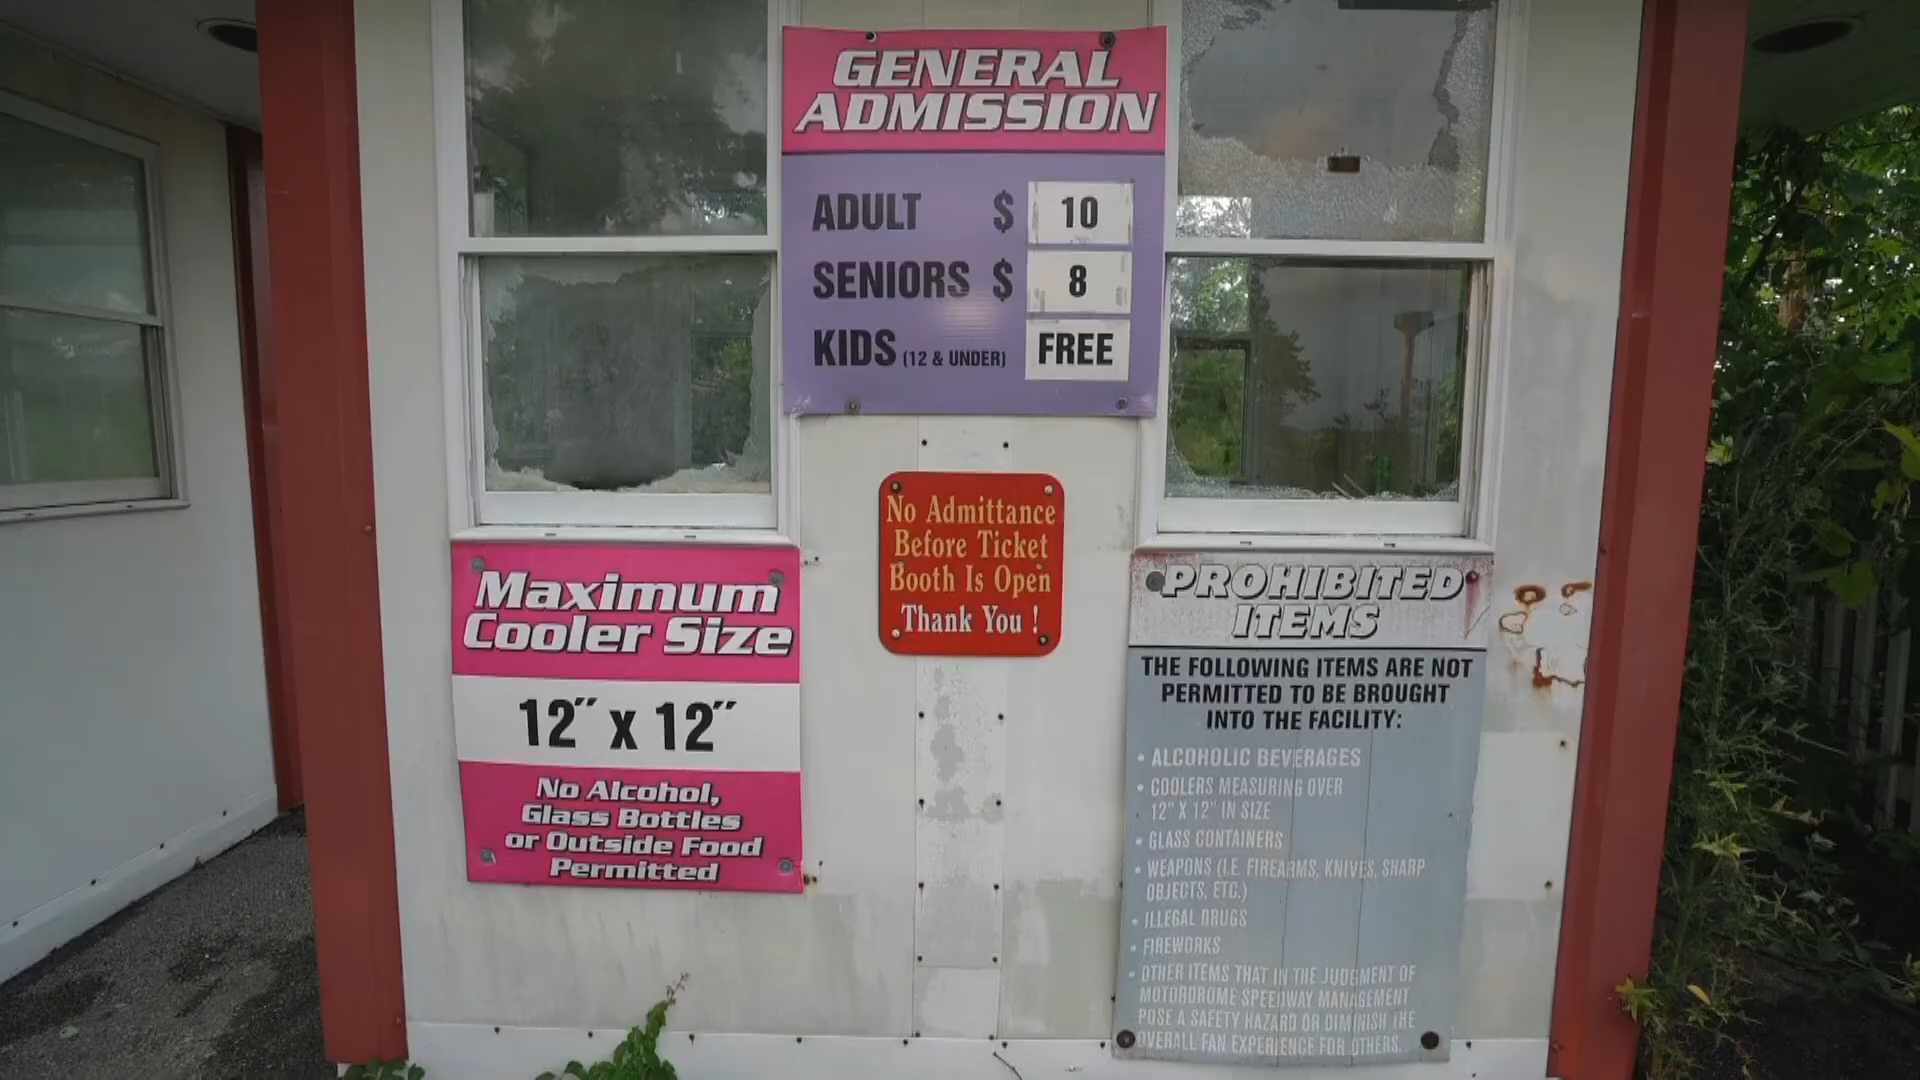 GENERAL
ADMISSION
ADULT $ 10
SENIORS $ 8
KIDS (12 & UNDER) FREE
No Admittance
Before Ticket
Booth Is Open
Thank You !
Maximum
Cooler Size
12" x 12"
No Alcohol,
Glass Bottles
or Outside Food
Permitted
PROHIBITED
ITEMS
THE FOLLOWING ITEMS ARE NOT
PERMITTED TO BE BROUGHT
INTO THE FACILITY:
• ALCOHOLIC BEVERAGES
• COOLERS MEASURING OVER
12" X 12" IN SIZE
• GLASS CONTAINERS
• WEAPONS (I.E. FIREARMS, KNIVES, SHARP
OBJECTS, ETC.)
• ILLEGAL DRUGS
• FIREWORKS
• OTHER ITEMS THAT IN THE JUDGMENT OF
MOTORDROME SPEEDWAY MANAGEMENT
POSE A SAFETY HAZARD OR DIMINISH THE
OVERALL FAN EXPERIENCE FOR OTHERS.